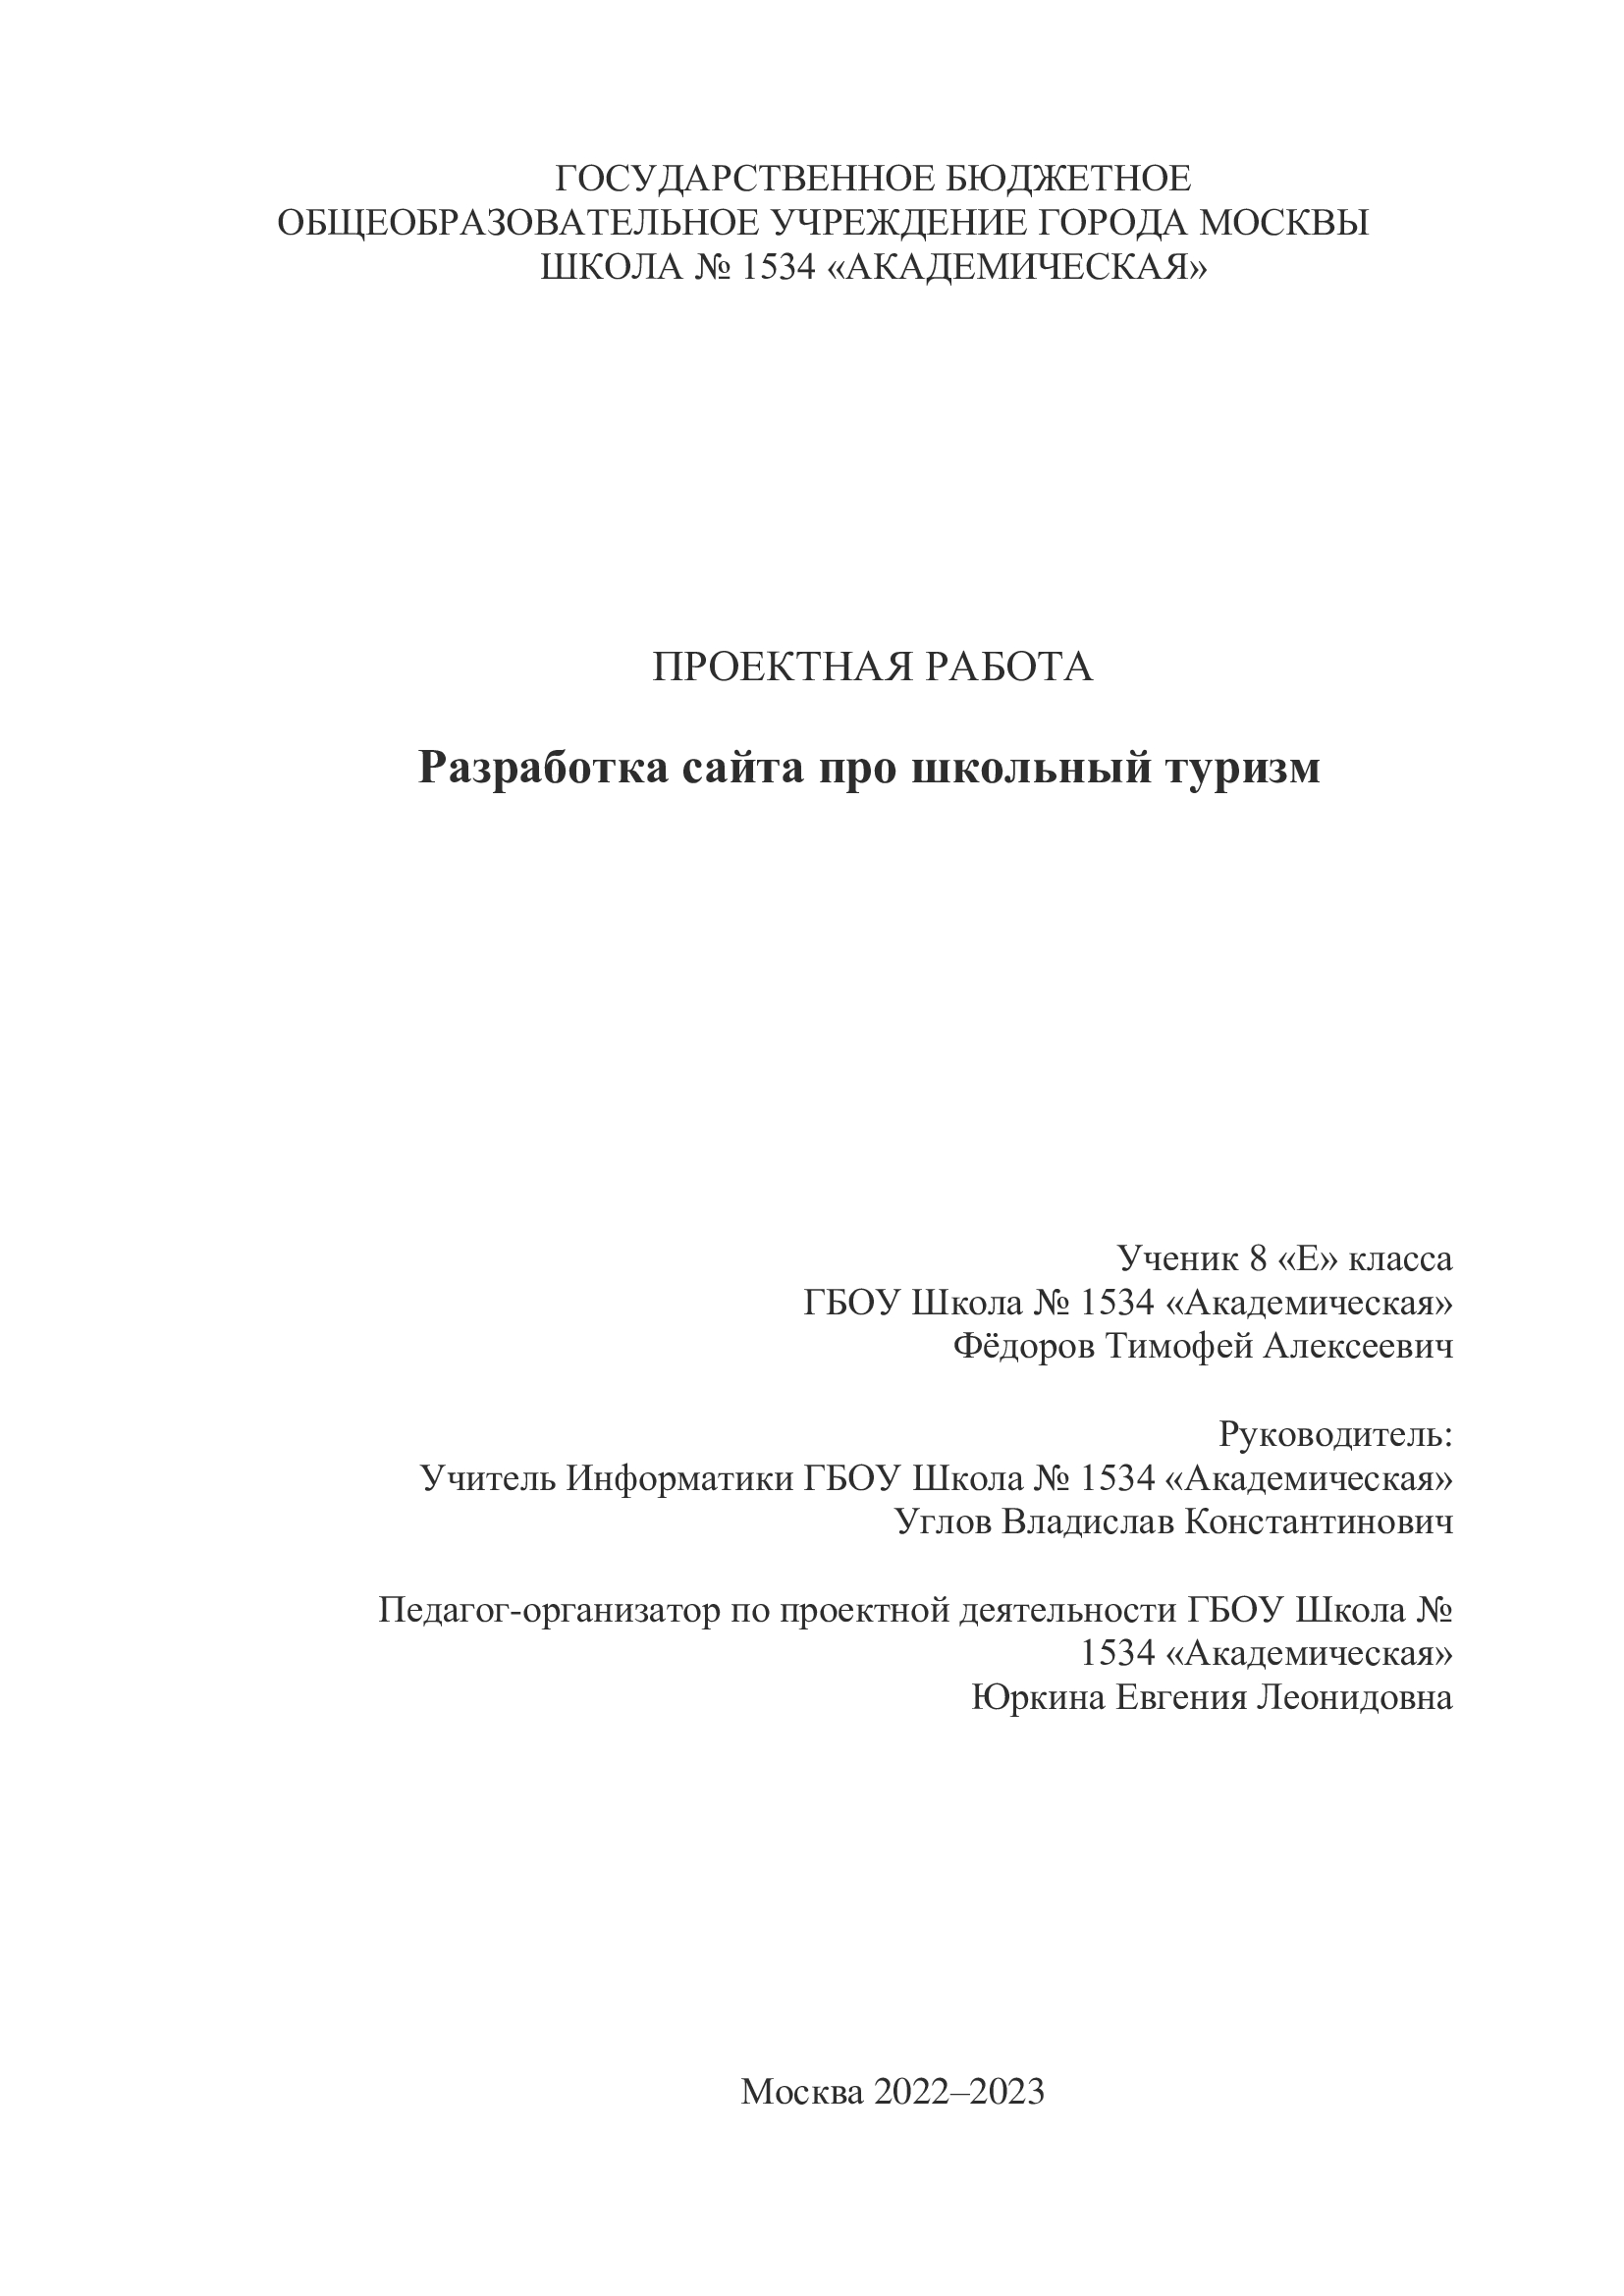 ГОСУДАРСТВЕННОЕ БЮДЖЕТНОЕ
ОБЩЕОБРАЗОВАТЕЛЬНОЕ УЧРЕЖДЕНИЕ ГОРОДА МОСКВЫ
ШКОЛА № 1534 «АКАДЕМИЧЕСКАЯ»
ПРОЕКТНАЯ РАБОТА
Разработка сайта про школьный туризм
Ученик 8 «Е» класса
ГБОУ Школа № 1534 «Академическая»
Фёдоров Тимофей Алексеевич
Руководитель:
Учитель Информатики ГБОУ Школа № 1534 «Академическая»
Углов Владислав Константинович
Педагог-организатор по проектной деятельности ГБОУ Школа №
1534 «Академическая»
Юркина Евгения Леонидовна
Москва 2022–2023